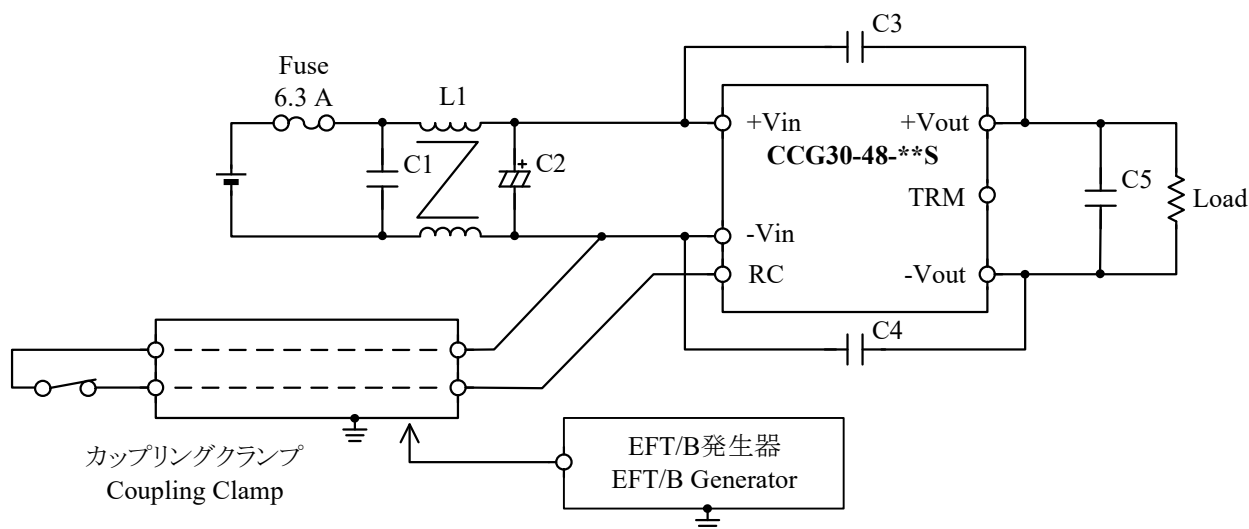 C3
Fuse
6.3 A
L1
+Vin
+Vout
CCG30-48-**S
C1
+
C2
TRM
C5
Load
-Vin
RC
-Vout
C4
カップリングクランプ
Coupling Clamp
EFT/B発生器
EFT/B Generator